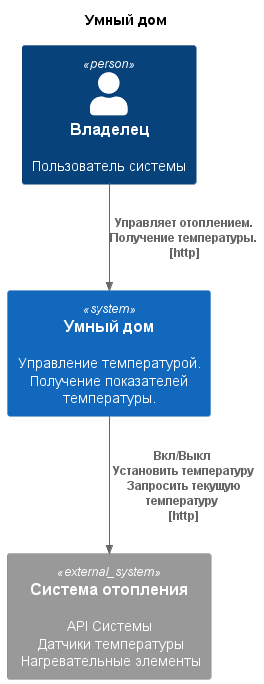 Умный дом
«person»
Владелец
Пользователь системы
Управляет отоплением.
Получение температуры.
[http]
«system»
Умный дом
Управление температурой.
Получение показателей
температуры.
Вкл/Выкл
Установить температуру
Запросить текущую
температуру
[http]
«external_system»
Система отопления
API Системы
Датчики температуры
Нагревательные элементы